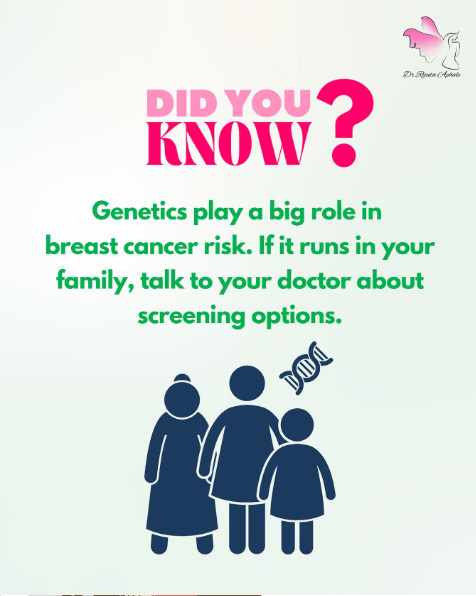 DID YOU
KNOW?
Genetics play a big role in
breast cancer risk. If it runs in your
family, talk to your doctor about
screening options.